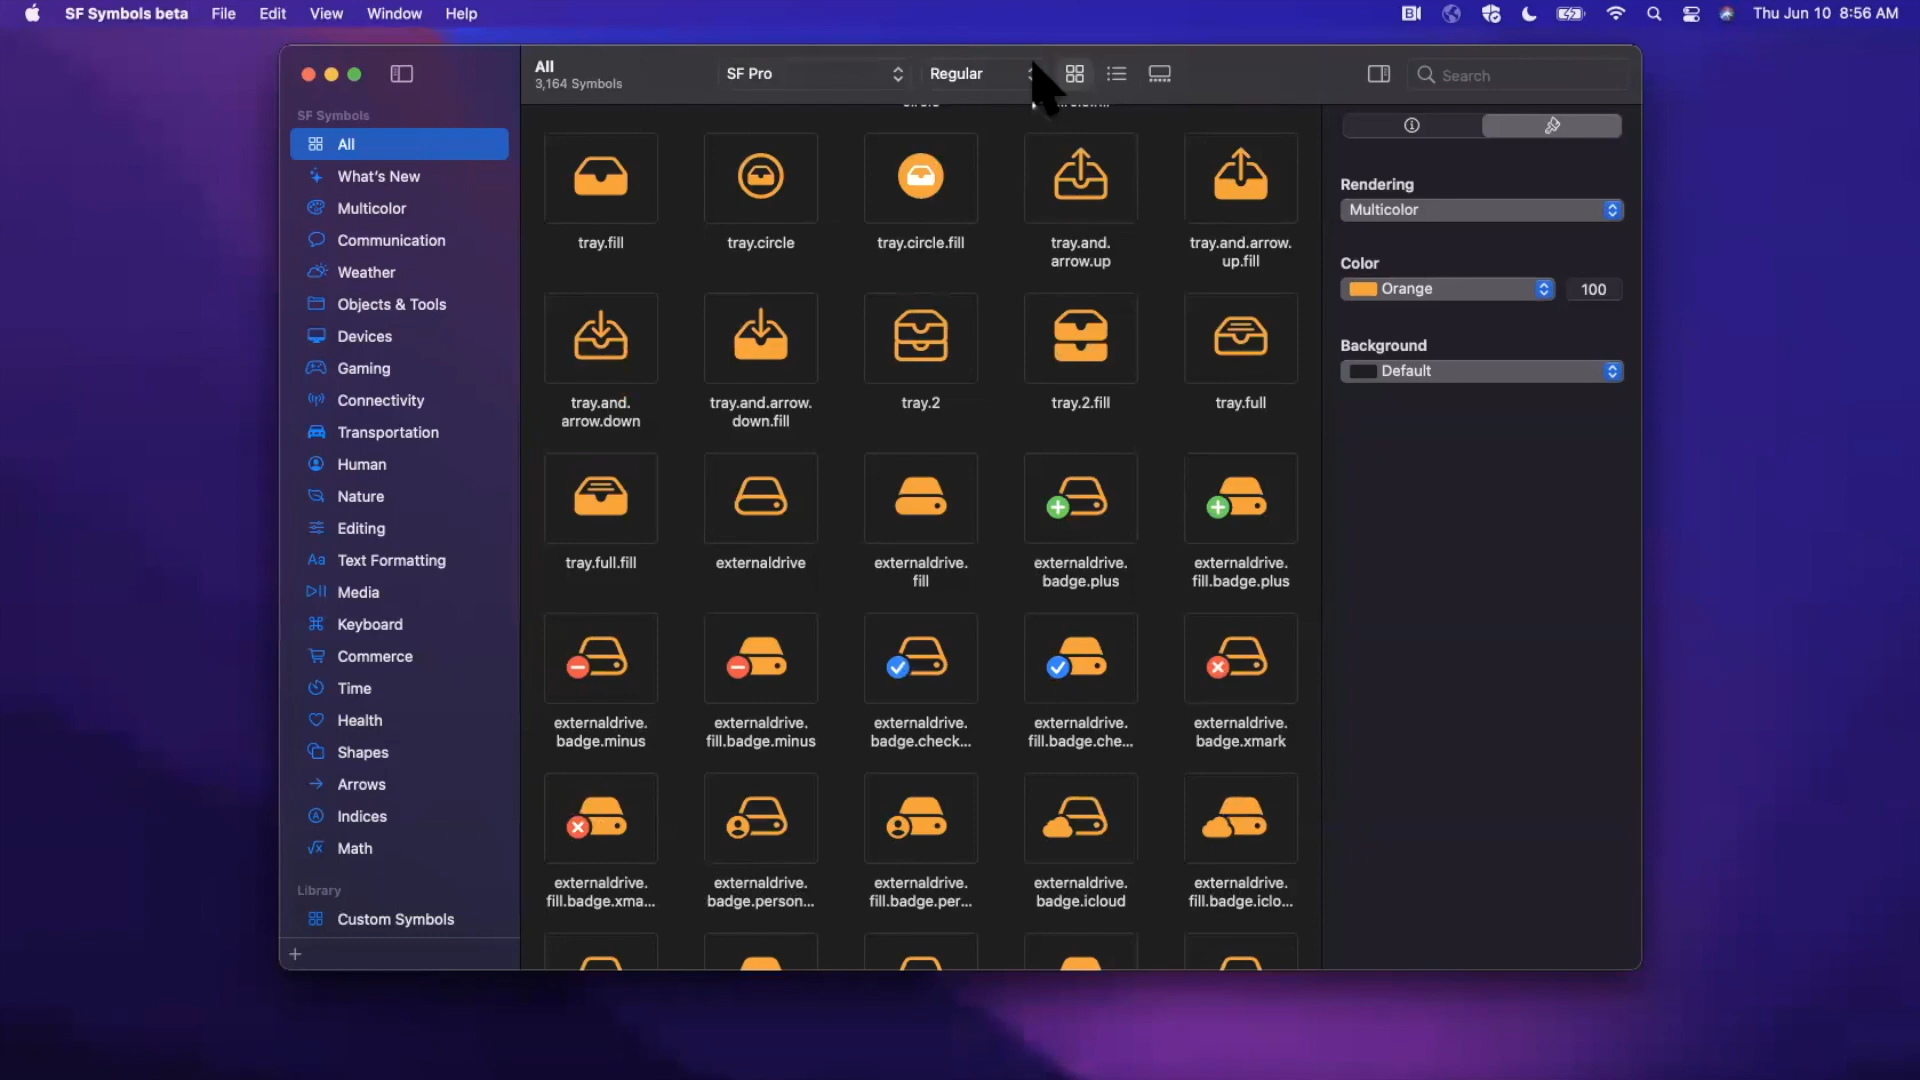 SF Symbols beta File Edit View Window Help
Thu Jun 10 8:56 AM
All
3,164 Symbols
SF Pro
Regular
Search
SF Symbols
All
What's New
Multicolor
Communication
Weather
Objects & Tools
Devices
Gaming
Connectivity
Transportation
Human
Nature
Editing
Aa Text Formatting
Media
Keyboard
Commerce
Time
Health
Shapes
Arrows
Indices
Math
Library
Custom Symbols
tray.fill
tray.circle
tray.circle.fill
tray.and.
arrow.up
tray.and.arrow.
up.fill
tray.and.
arrow.down
tray.and.arrow.
down.fill
tray.2
tray.2.fill
tray.full
tray.full.fill
externaldrive
externaldrive.
fill
externaldrive.
badge.plus
externaldrive.
fill.badge.plus
externaldrive.
badge.minus
externaldrive.
fill.badge.minus
externaldrive.
badge.check...
externaldrive.
fill.badge.che...
externaldrive.
badge.xmark
externaldrive.
fill.badge.xma...
externaldrive.
badge.person...
externaldrive.
fill.badge.per...
externaldrive.
badge.icloud
externaldrive.
fill.badge.iclo...
Rendering
Multicolor
Color
Orange
100
Background
Default